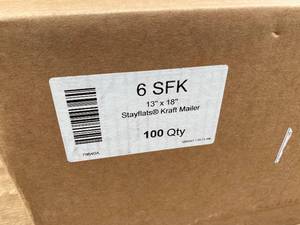 6 SFK
13" x 18"
Stayflats® Kraft Mailer
100 Qty